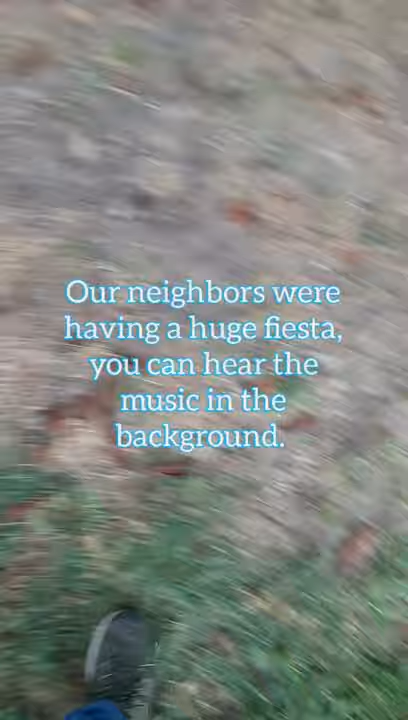 Our neighbors were
having a huge fiesta,
you can hear the
music in the
background.